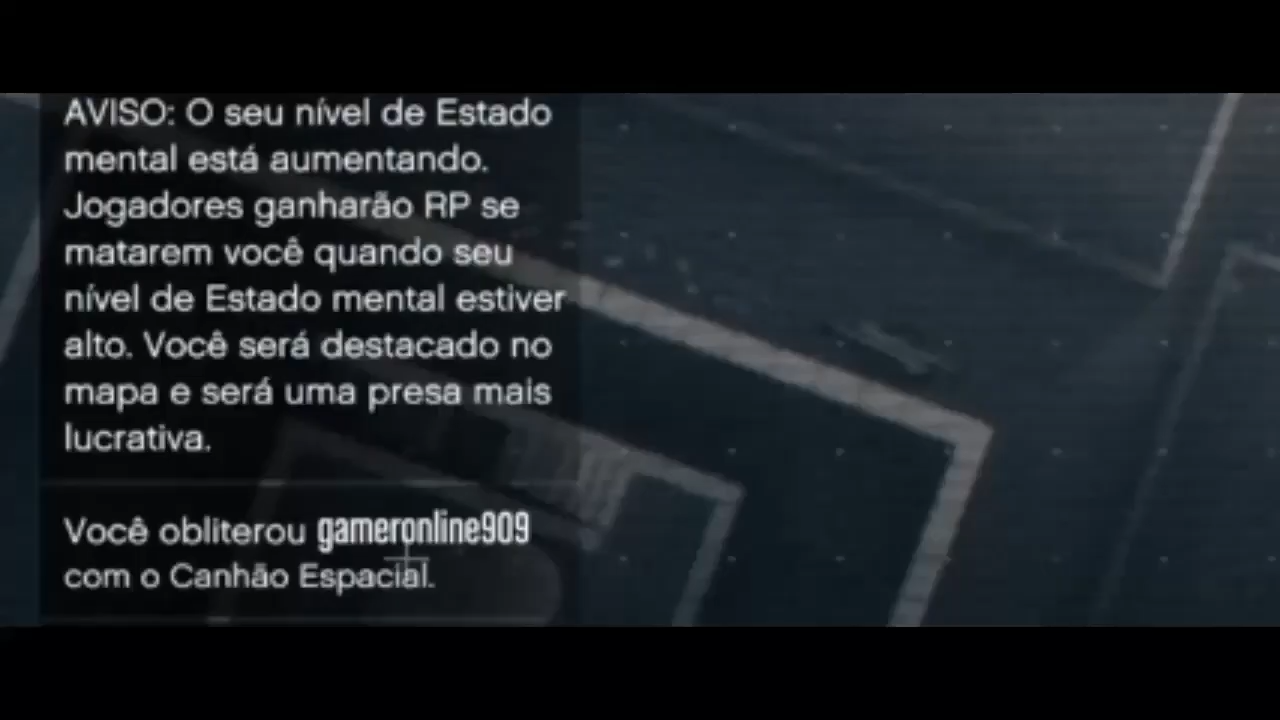 AVISO: O seu nível de Estado
mental está aumentando.
Jogadores ganharão RP se
matarem você quando seu
nível de Estado mental estiver
alto. Você será destacado no
mapa e será uma presa mais
lucrativa.
Você obliterou gameronline909
com o Canhão Espacial.